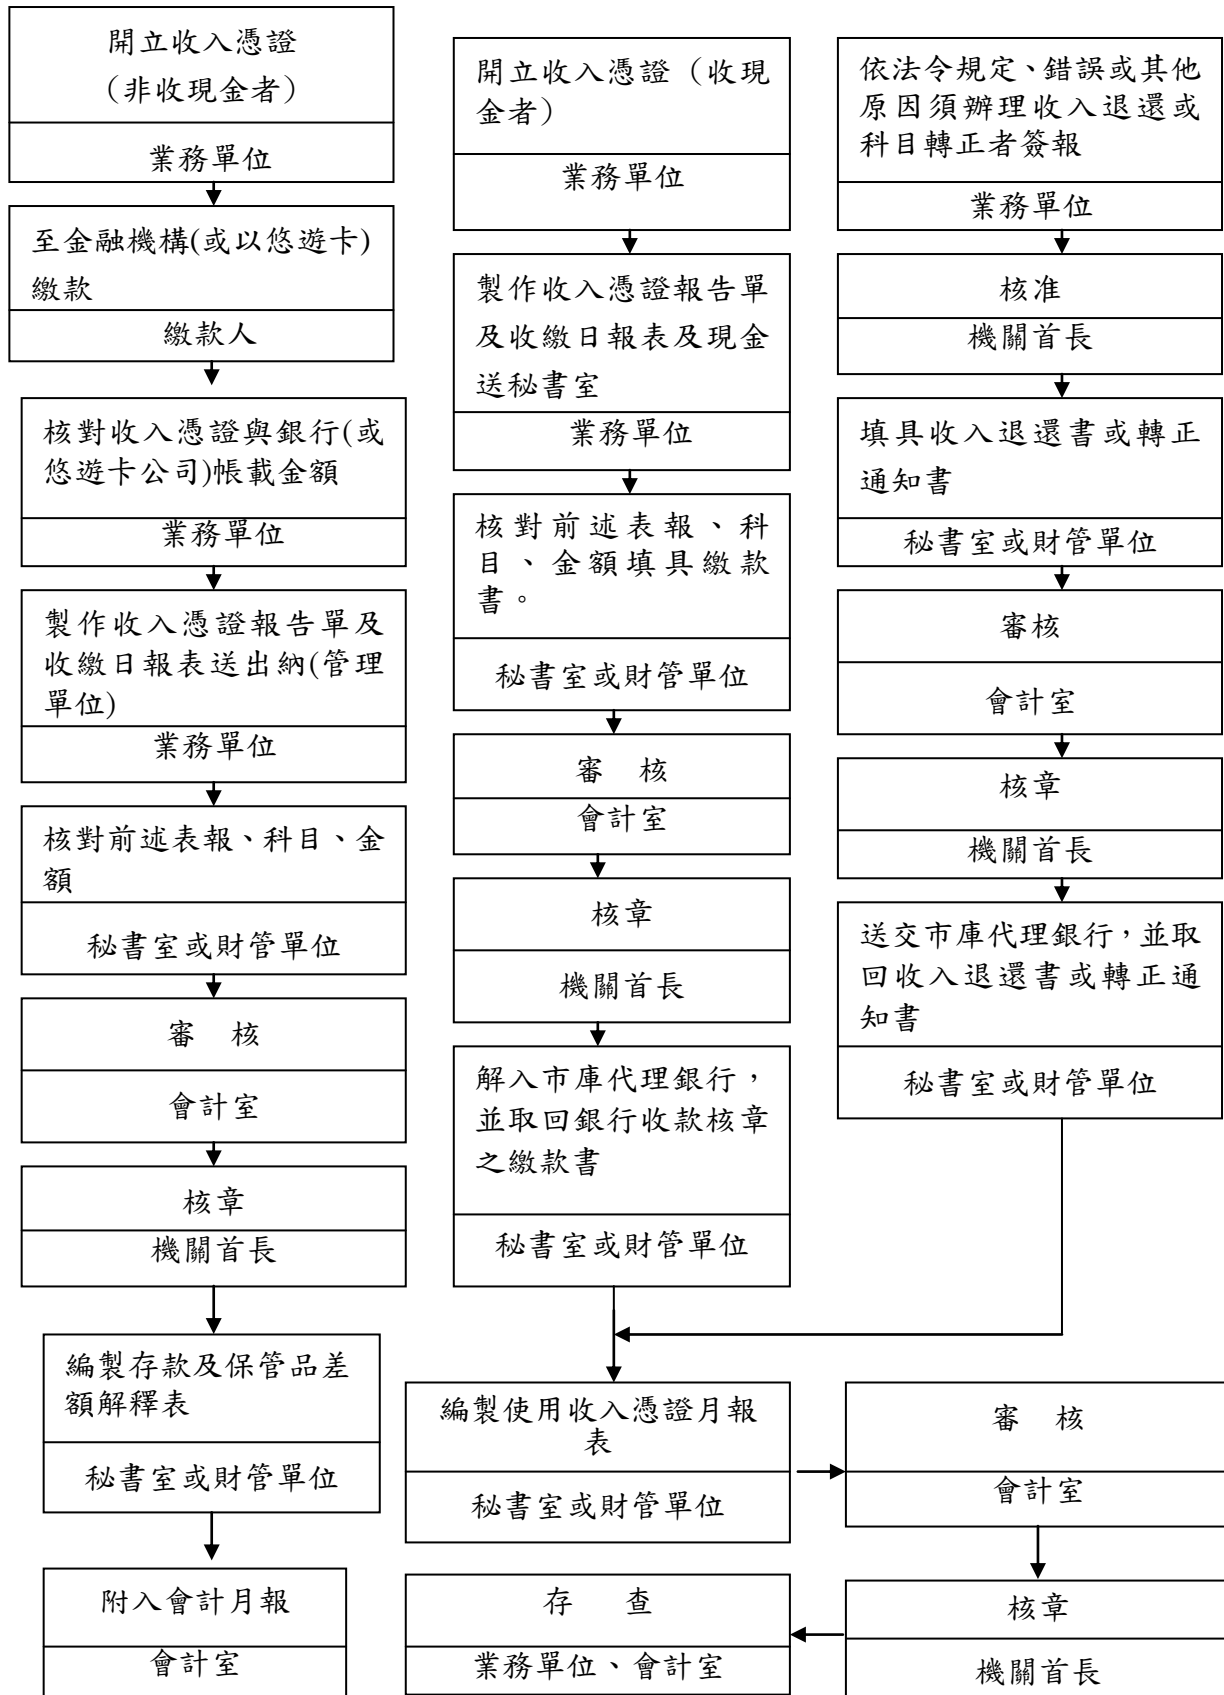 開立收入憑證
（非收現金者）
業務單位
至金融機構(或以悠遊卡)
繳款
繳款人
核對收入憑證與銀行(或
悠遊卡公司)帳載金額
業務單位
製作收入憑證報告單及
收繳日報表送出納(管理
單位)
業務單位
核對前述表報、科目、金
額
秘書室或財管單位
審　核
會計室
核章
機關首長
編製存款及保管品差
額解釋表
秘書室或財管單位
附入會計月報
會計室
開立收入憑證（收現
金者）
業務單位
製作收入憑證報告單
及收繳日報表及現金
送秘書室
業務單位
核對前述表報、科
目、金額填具繳款
書。
秘書室或財管單位
審　核
會計室
核章
機關首長
解入市庫代理銀行，
並取回銀行收款核章
之繳款書
秘書室或財管單位
依法令規定、錯誤或其他
原因須辦理收入退還或
科目轉正者簽報
業務單位
核准
機關首長
填具收入退還書或轉正
通知書
秘書室或財管單位
審核
會計室
核章
機關首長
送交市庫代理銀行，並取
回收入退還書或轉正通
知書
秘書室或財管單位
編製使用收入憑證月報
表
秘書室或財管單位
審　核
會計室
核章
機關首長
存　查
業務單位、會計室